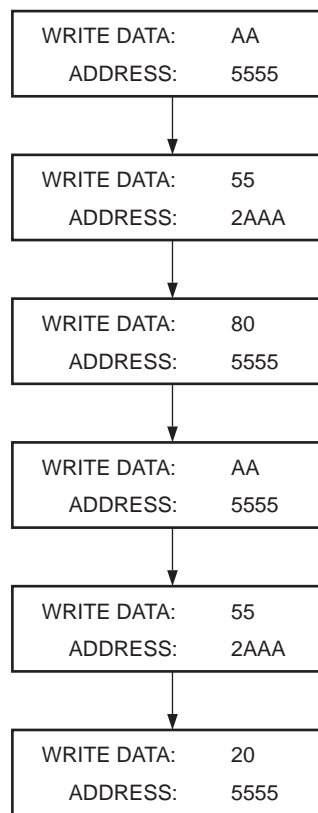 WRITE DATA: AA
ADDRESS: 5555
WRITE DATA: 55
ADDRESS: 2AAA
WRITE DATA: 80
ADDRESS: 5555
WRITE DATA: AA
ADDRESS: 5555
WRITE DATA: 55
ADDRESS: 2AAA
WRITE DATA: 20
ADDRESS: 5555